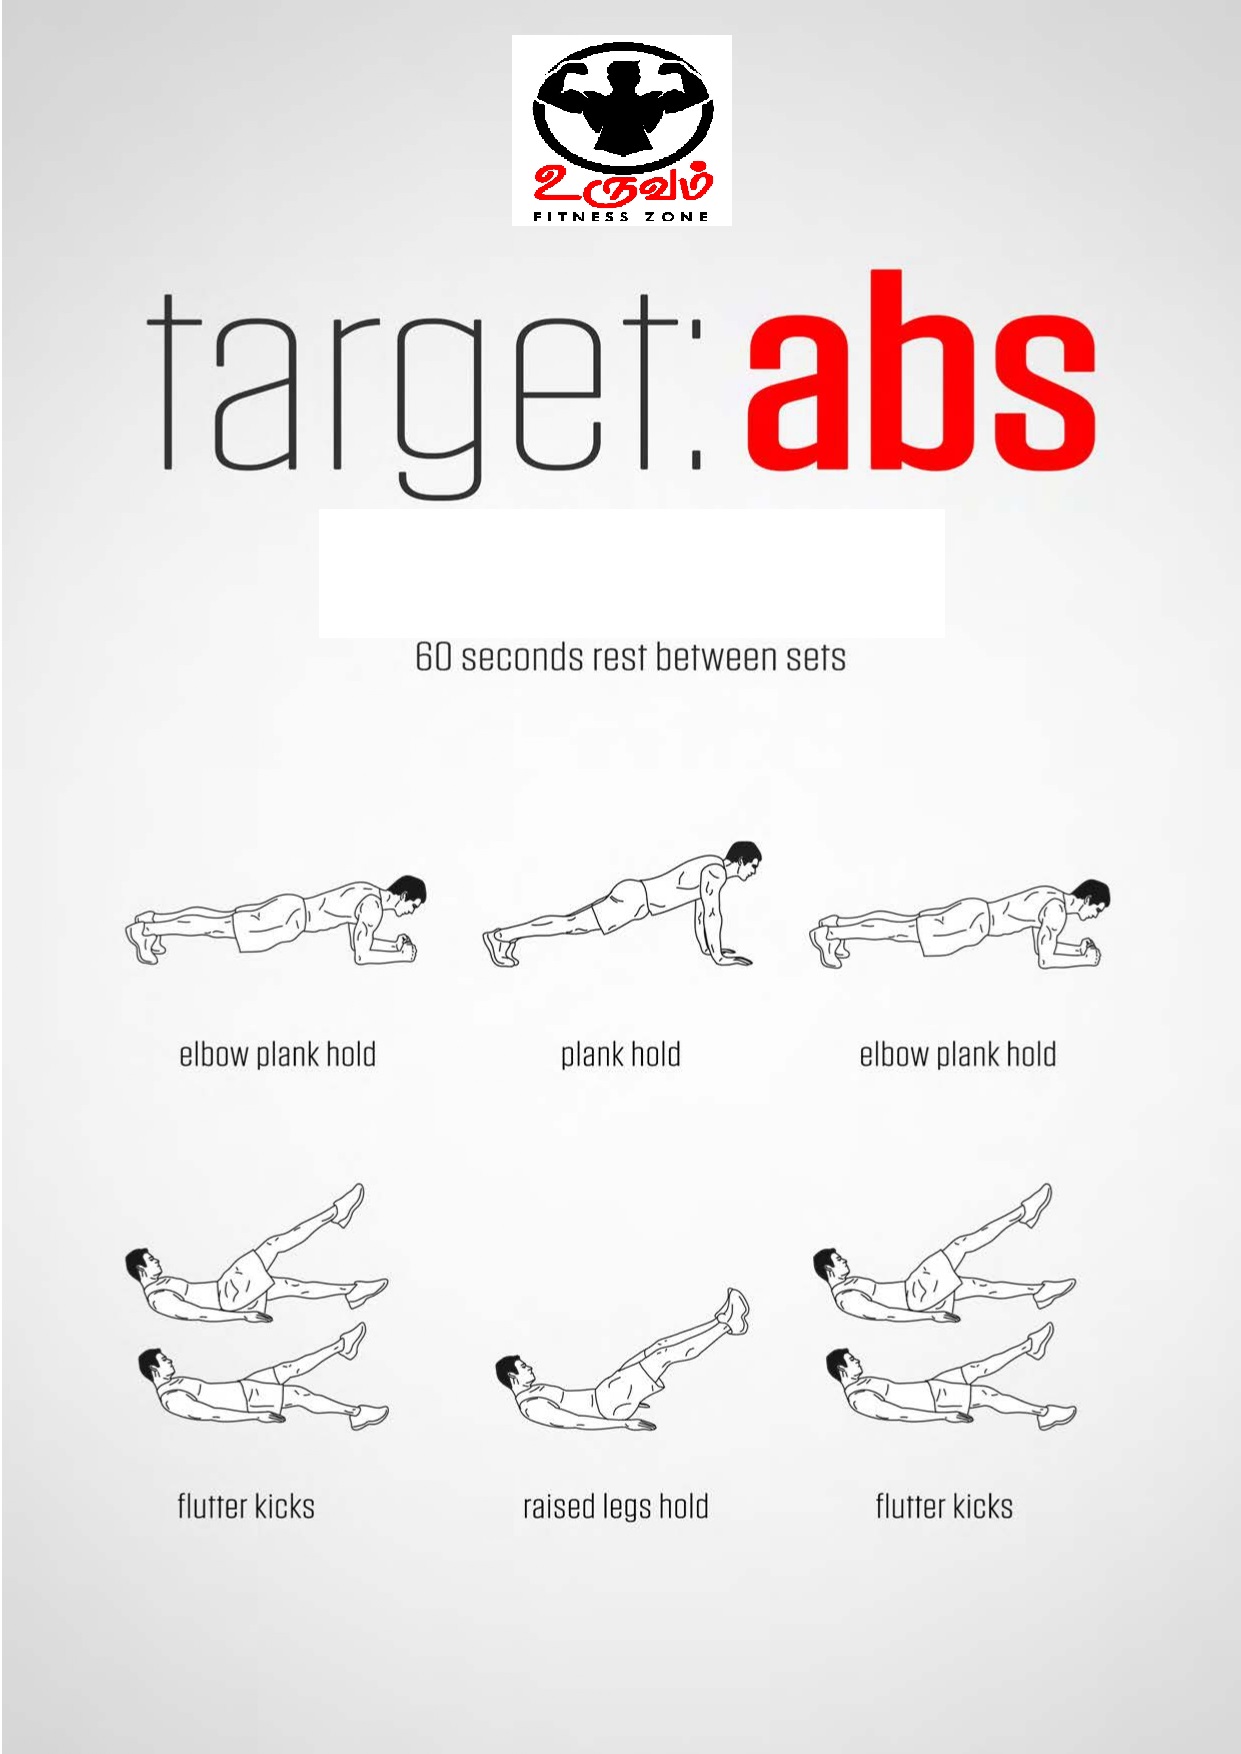 உருவம்
FITNESS ZONE
target: abs
60 seconds rest between sets
elbow plank hold
plank hold
elbow plank hold
flutter kicks
raised legs hold
flutter kicks